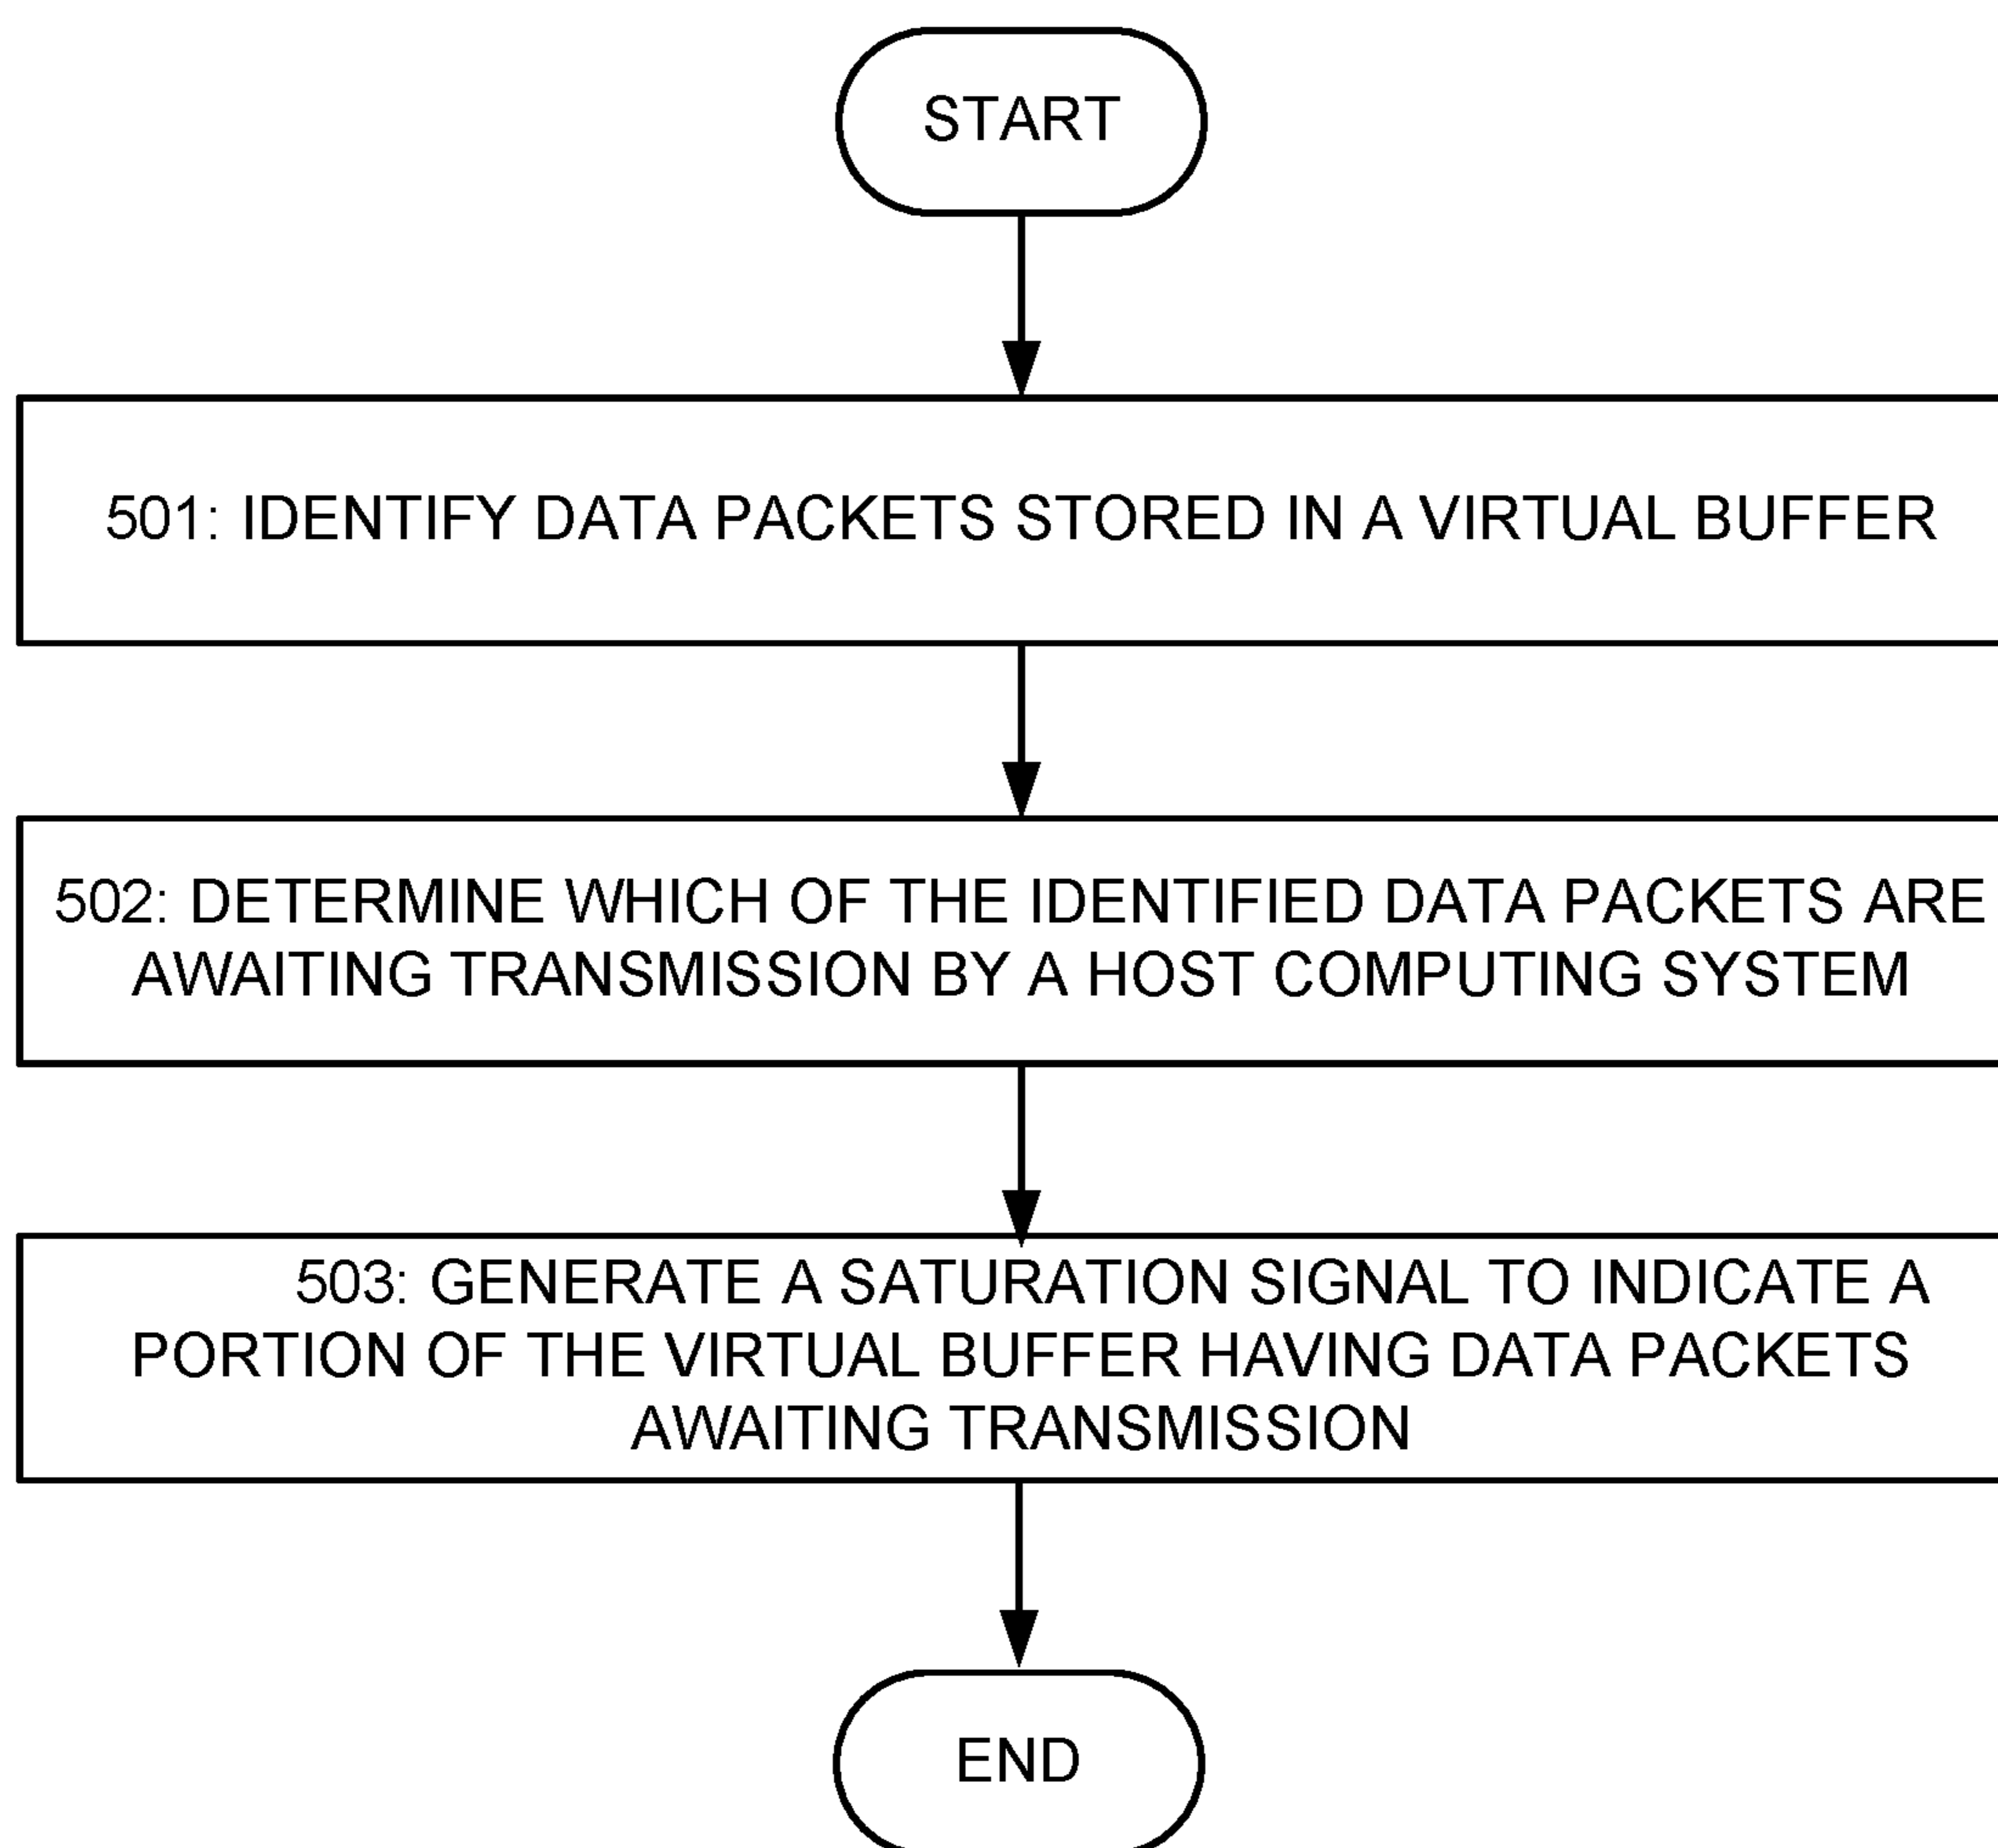 START
501: IDENTIFY DATA PACKETS STORED IN A VIRTUAL BUFFER
502: DETERMINE WHICH OF THE IDENTIFIED DATA PACKETS ARE
AWAITING TRANSMISSION BY A HOST COMPUTING SYSTEM
503: GENERATE A SATURATION SIGNAL TO INDICATE A
PORTION OF THE VIRTUAL BUFFER HAVING DATA PACKETS
AWAITING TRANSMISSION
END